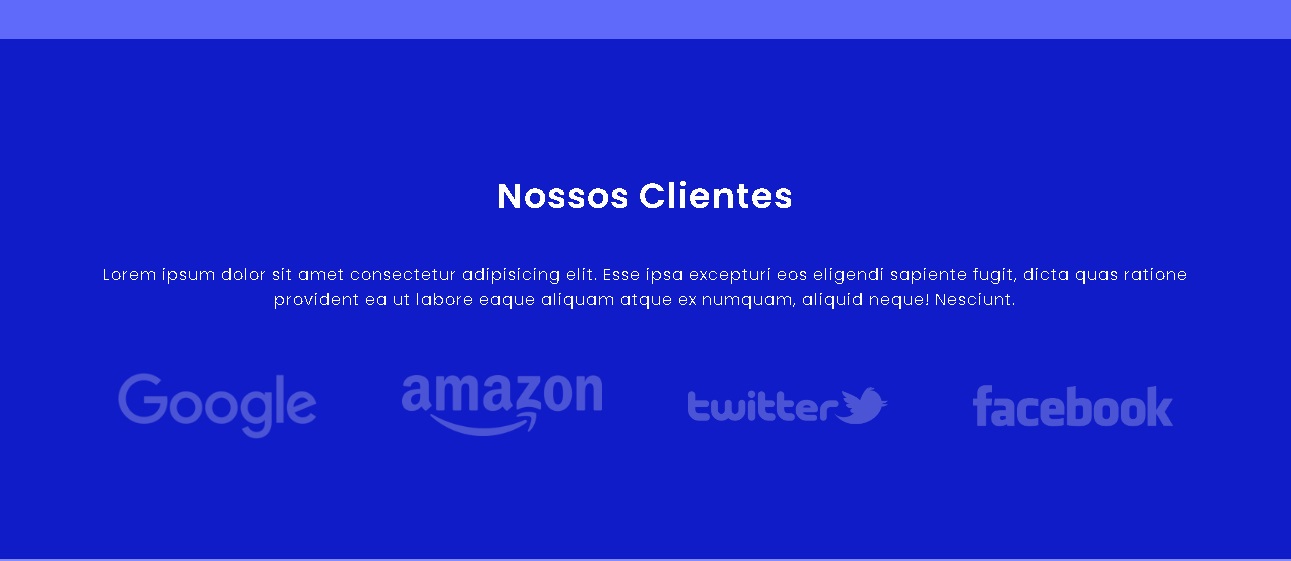 Nossos Clientes
Lorem ipsum dolor sit amet consectetur adipisicing elit. Esse ipsa excepturi eos eligendi sapiente fugit, dicta quas ratione
provident ea ut labore eaque aliquam atque ex numquam, aliquid neque! Nesciunt.
Google amazon twitter facebook